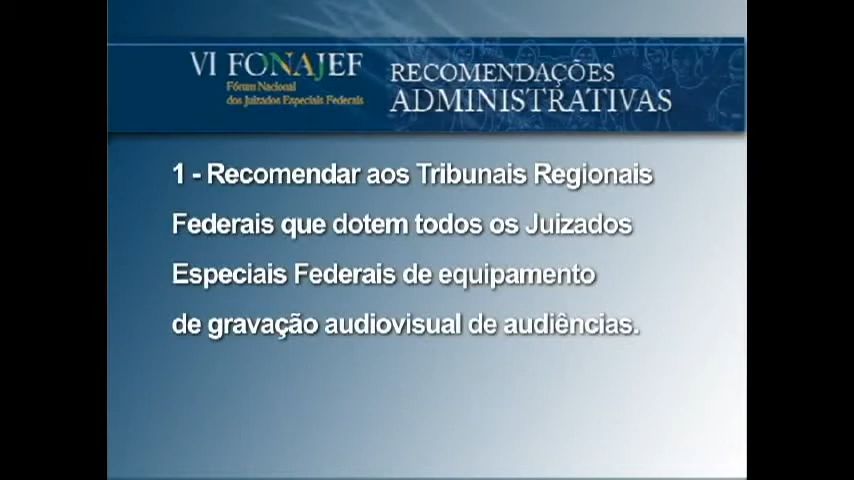 VI FONAJEF
Fórum Nacional
dos Juizados Especiais Federais
RECOMENDAÇÕES
ADMINISTRATIVAS
1 - Recomendar aos Tribunais Regionais
Federais que dotem todos os Juizados
Especiais Federais de equipamento
de gravação audiovisual de audiências.